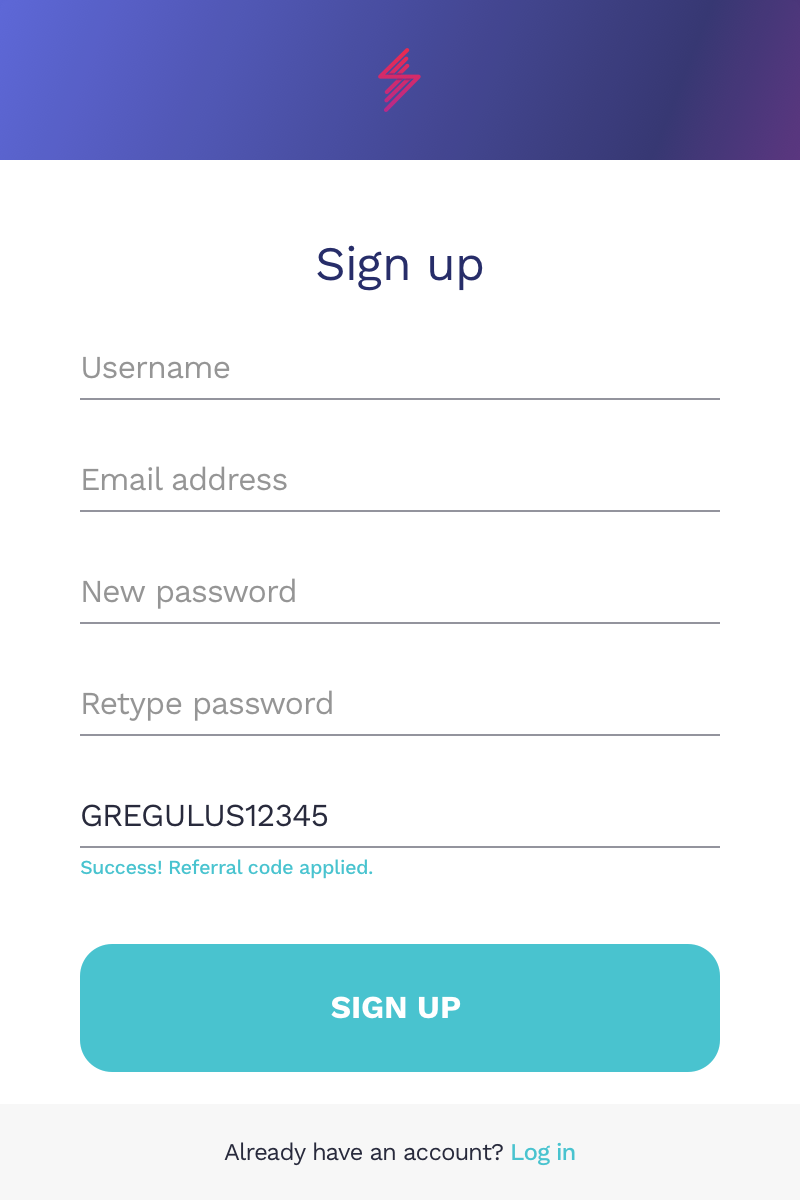 Sign up
Username
Email address
New password
Retype password
GREGULUS12345
Success! Referral code applied.
SIGN UP
Already have an account? Log in